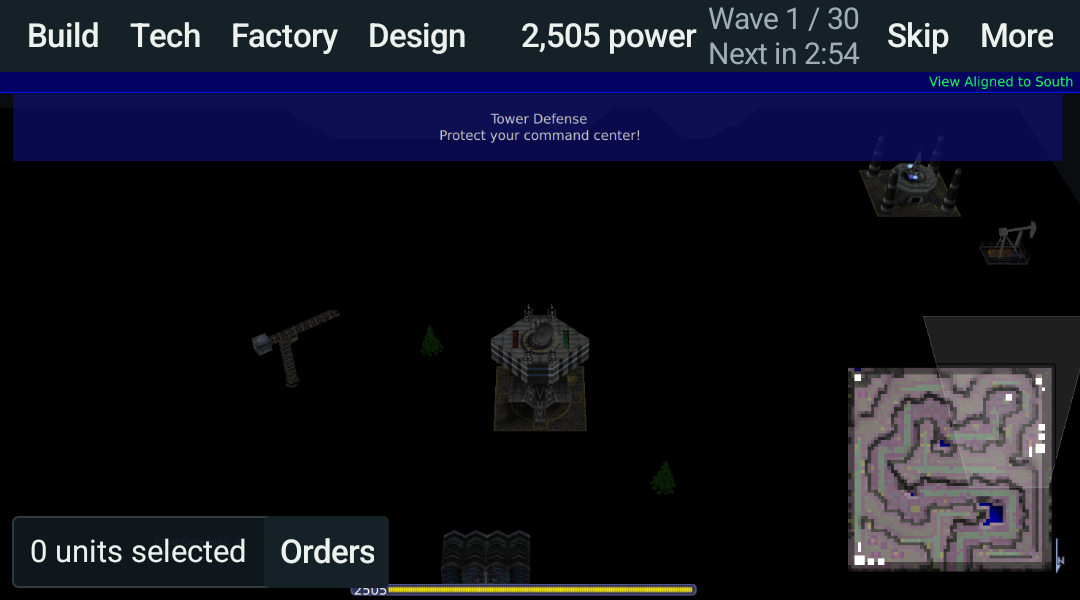 Build Tech Factory Design 2,505 power Wave 1 / 30 Skip More
Next in 2:54
View Aligned to South
Tower Defense
Protect your command center!
0 units selected Orders
2505
N